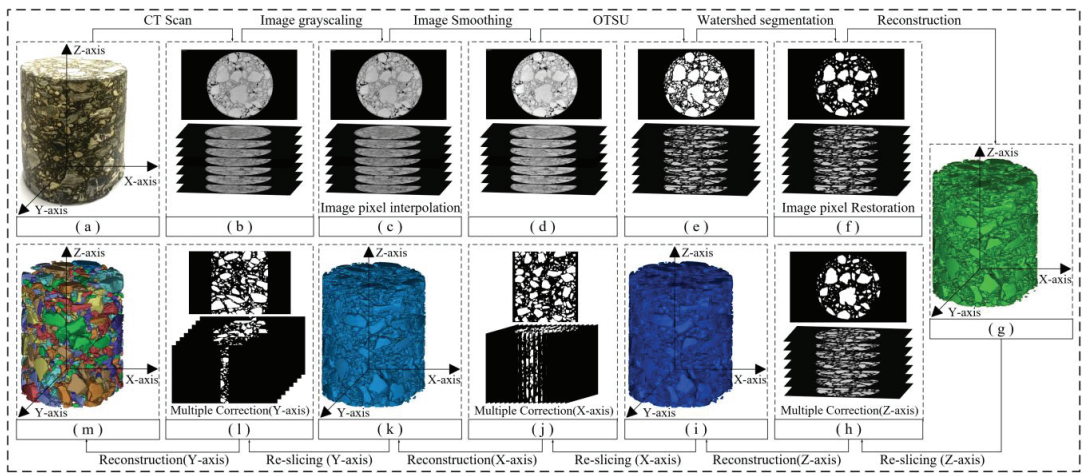 CT Scan
Image grayscaling
Image Smoothing
OTSU
Watershed segmentation
Reconstruction
Z-axis
X-axis
Y-axis
( a )
( b )
Image pixel interpolation
( c )
( d )
( e )
Image pixel Restoration
( f )
Z-axis
X-axis
Y-axis
( g )
Z-axis
X-axis
Y-axis
( m )
Multiple Correction(Y-axis)
( l )
Z-axis
X-axis
Y-axis
( k )
Multiple Correction(X-axis)
( j )
Z-axis
X-axis
Y-axis
( i )
Multiple Correction(Z-axis)
( h )
Reconstruction(Y-axis)
Re-slicing (Y-axis)
Reconstruction(X-axis)
Re-slicing (X-axis)
Reconstruction(Z-axis)
Re-slicing (Z-axis)